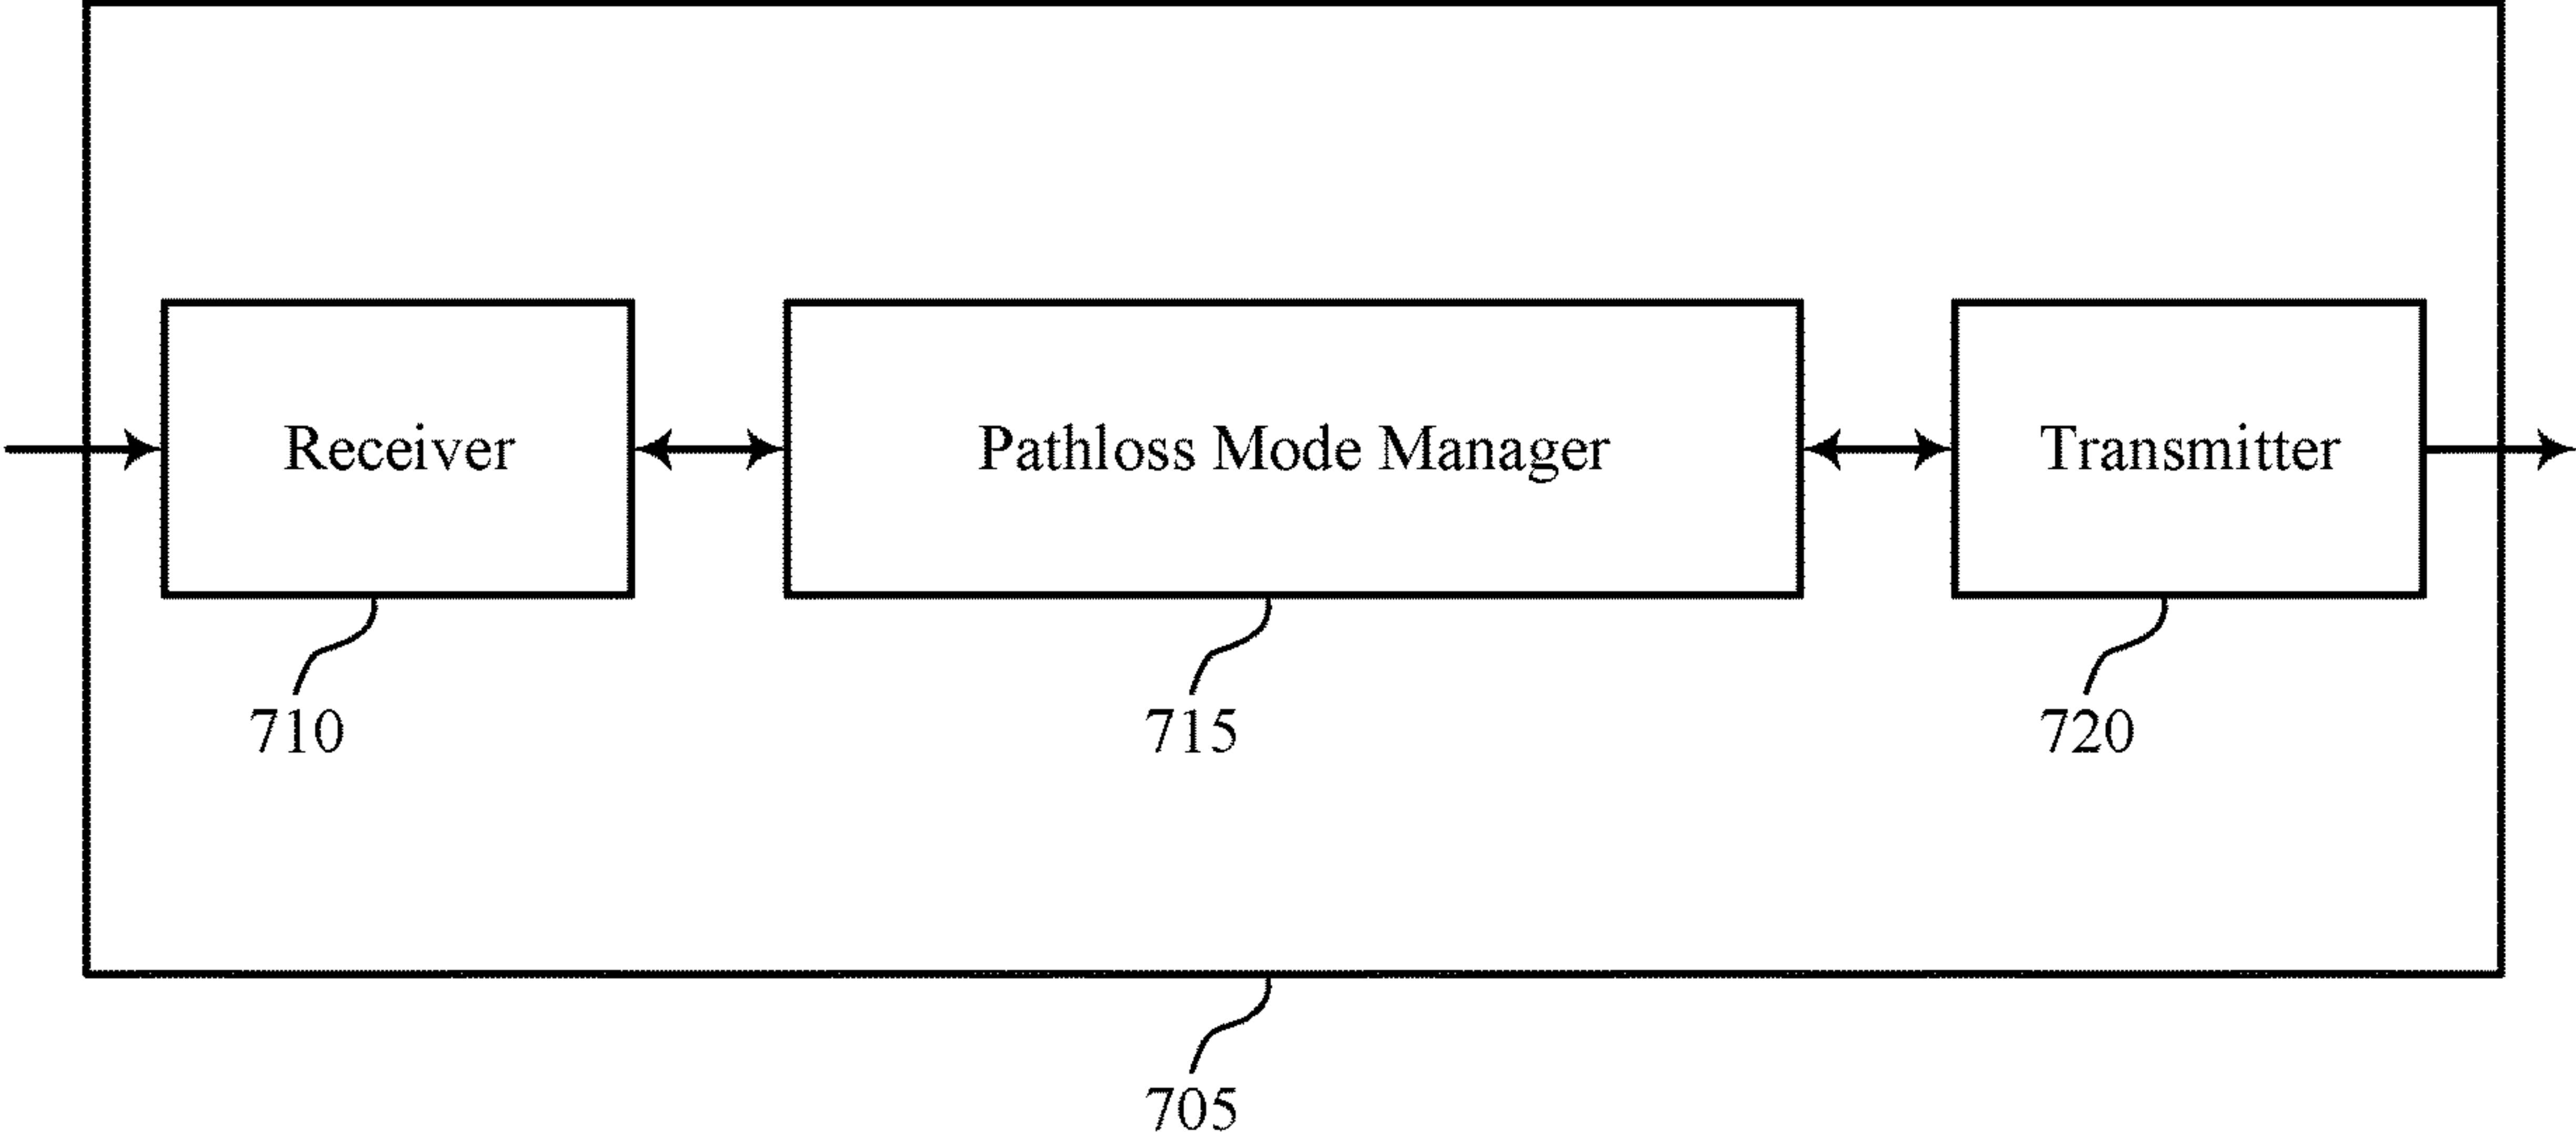 Receiver
Pathloss Mode Manager
Transmitter
710
715
720
705